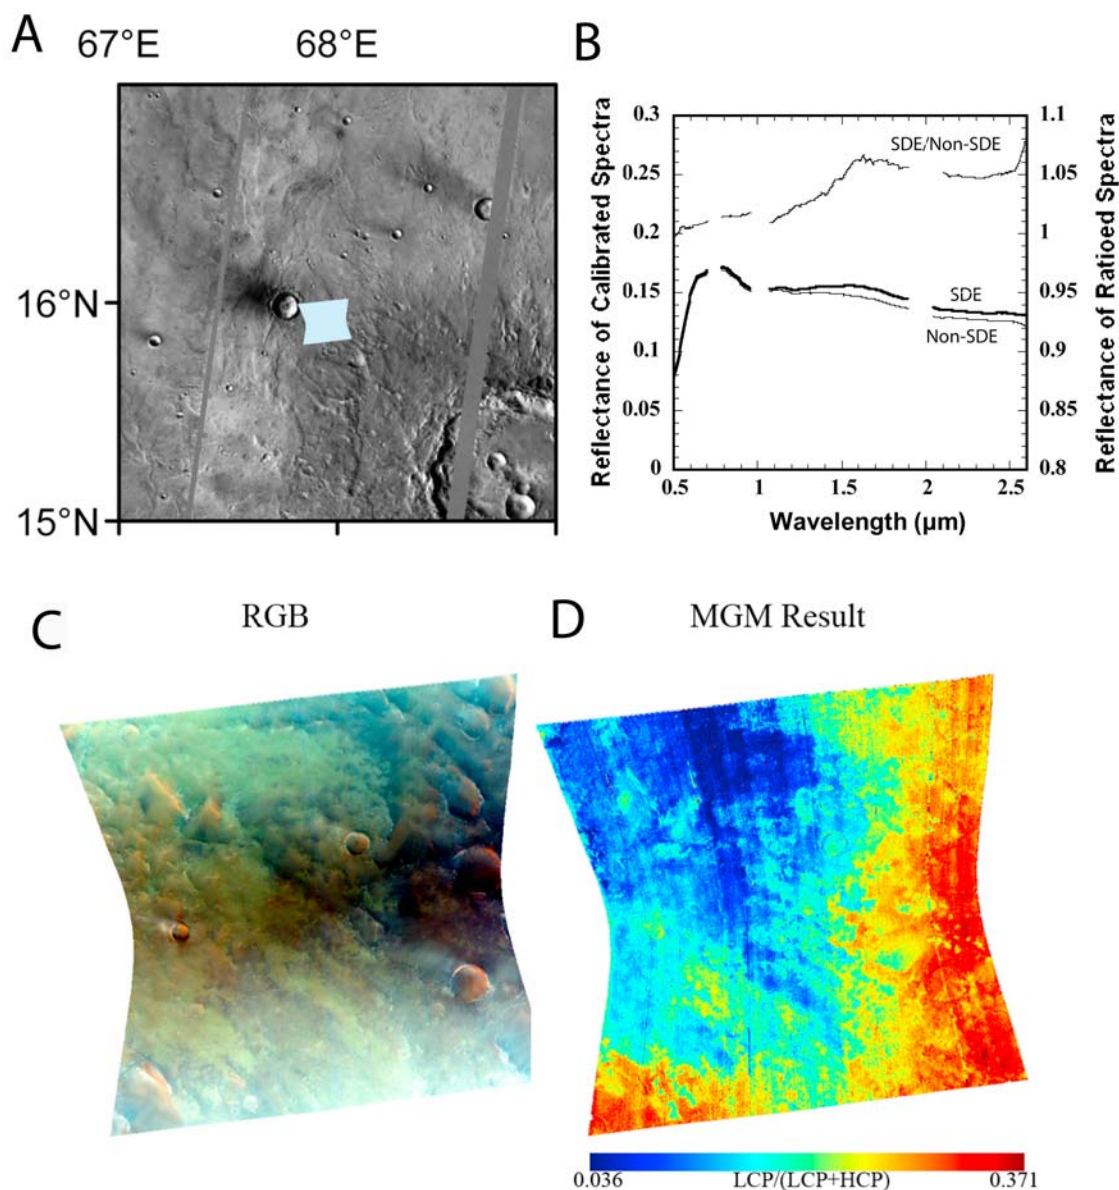 A
67°E
68°E
16°N
15°N
B
Reflectance of Calibrated Spectra
0.3
0.25
0.2
0.15
0.1
0.05
0
1.1
1.05
1
0.95
0.9
0.85
0.8
Reflectance of Ratioed Spectra
SDE/Non-SDE
SDE
Non-SDE
0.5
1
1.5
2
2.5
Wavelength (µm)
C
RGB
D
MGM Result
0.036
LCP/(LCP+HCP)
0.371